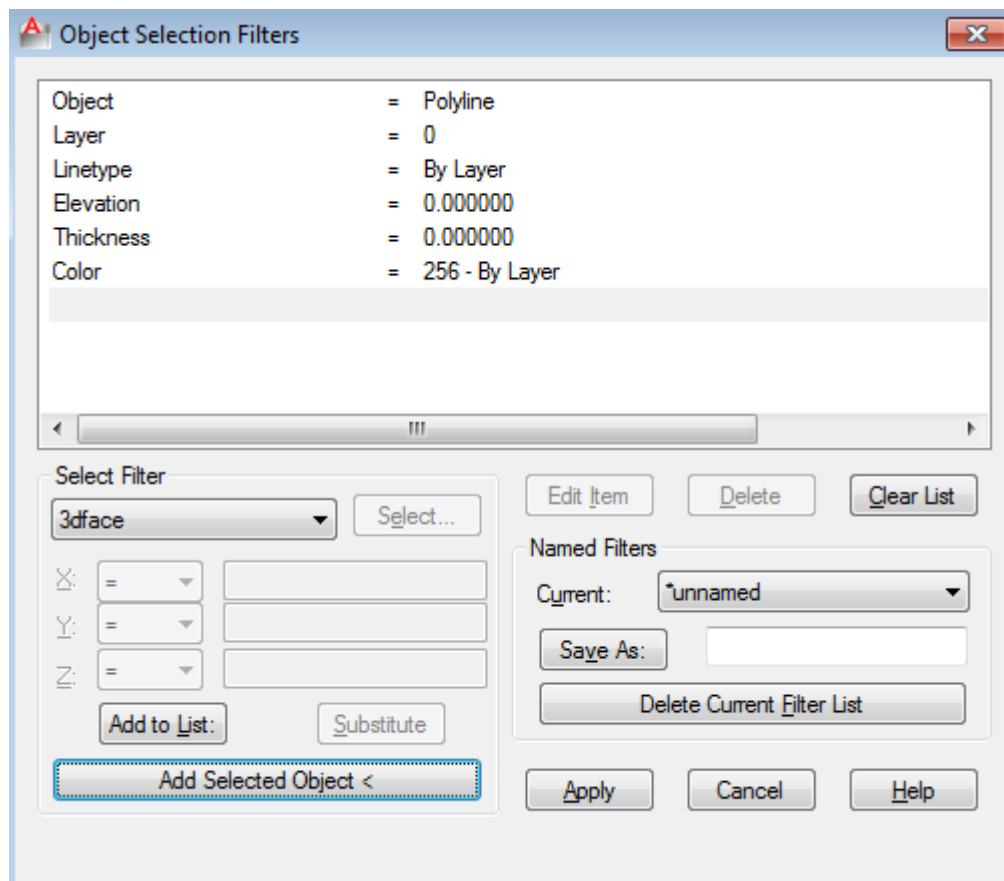 Object Selection Filters
Object = Polyline
Layer = 0
Linetype = By Layer
Elevation = 0.000000
Thickness = 0.000000
Color = 256 - By Layer
Select Filter
3dface Select...
X: =
Y: =
Z: =
Add to List: Substitute
Add Selected Object <
Edit Item Delete Clear List
Named Filters
Current: *unnamed
Save As:
Delete Current Filter List
Apply Cancel Help